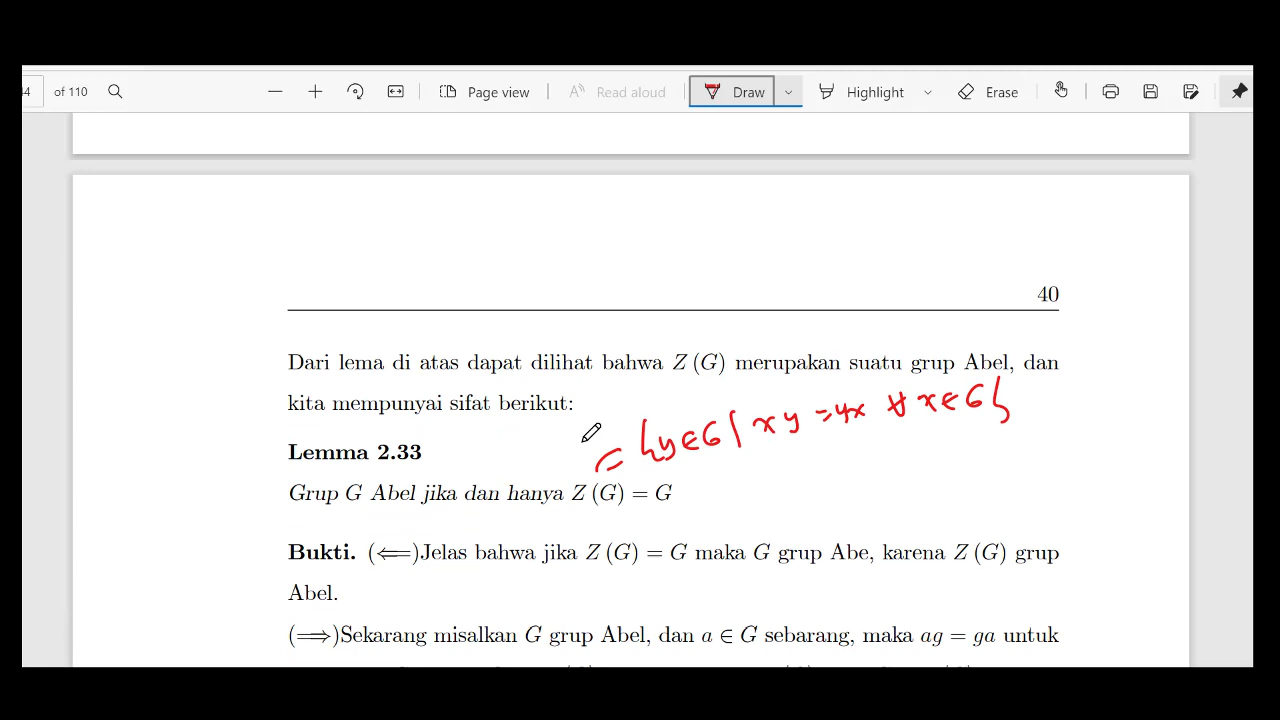 of 110
Page view
Read aloud
Draw
Highlight
Erase
40
Dari lema di atas dapat dilihat bahwa Z (G) merupakan suatu grup Abel, dan
kita mempunyai sifat berikut:
= {y∈G | xy = yx ∀ x∈G}
Lemma 2.33
Grup G Abel jika dan hanya Z (G) = G
Bukti. (⟸)Jelas bahwa jika Z (G) = G maka G grup Abe, karena Z (G) grup
Abel.
(⟹)Sekarang misalkan G grup Abel, dan a ∈ G sebarang, maka ag = ga untuk